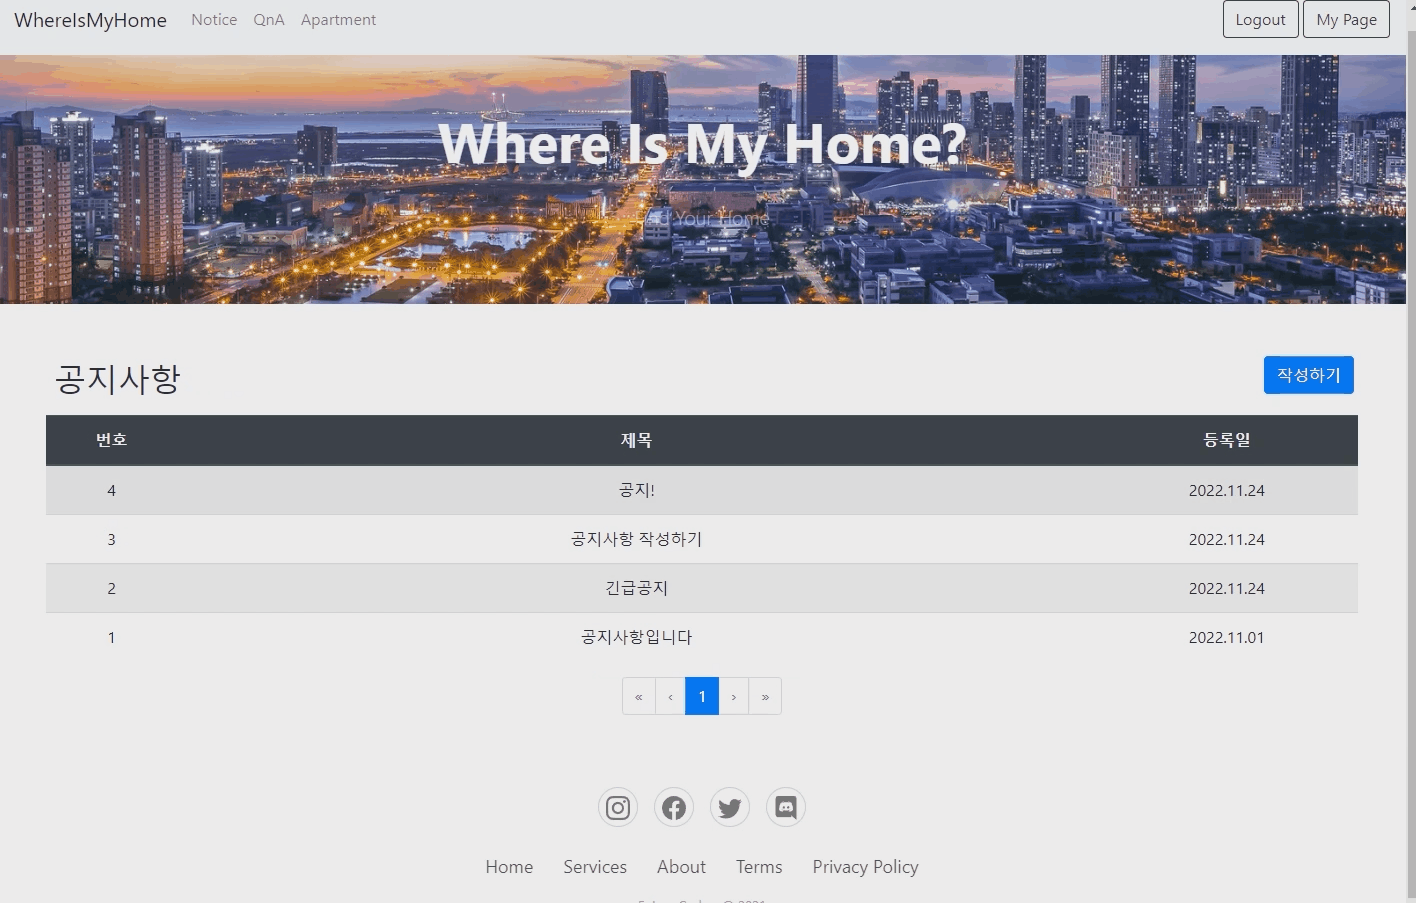 WhereIsMyHome Notice QnA Apartment Logout My Page
Where Is My Home?
Find Your Home
공지사항 작성하기
번호 제목 등록일
4 공지! 2022.11.24
3 공지사항 작성하기 2022.11.24
2 긴급공지 2022.11.24
1 공지사항입니다 2022.11.01
« ‹ 1 › »
Home Services About Terms Privacy Policy